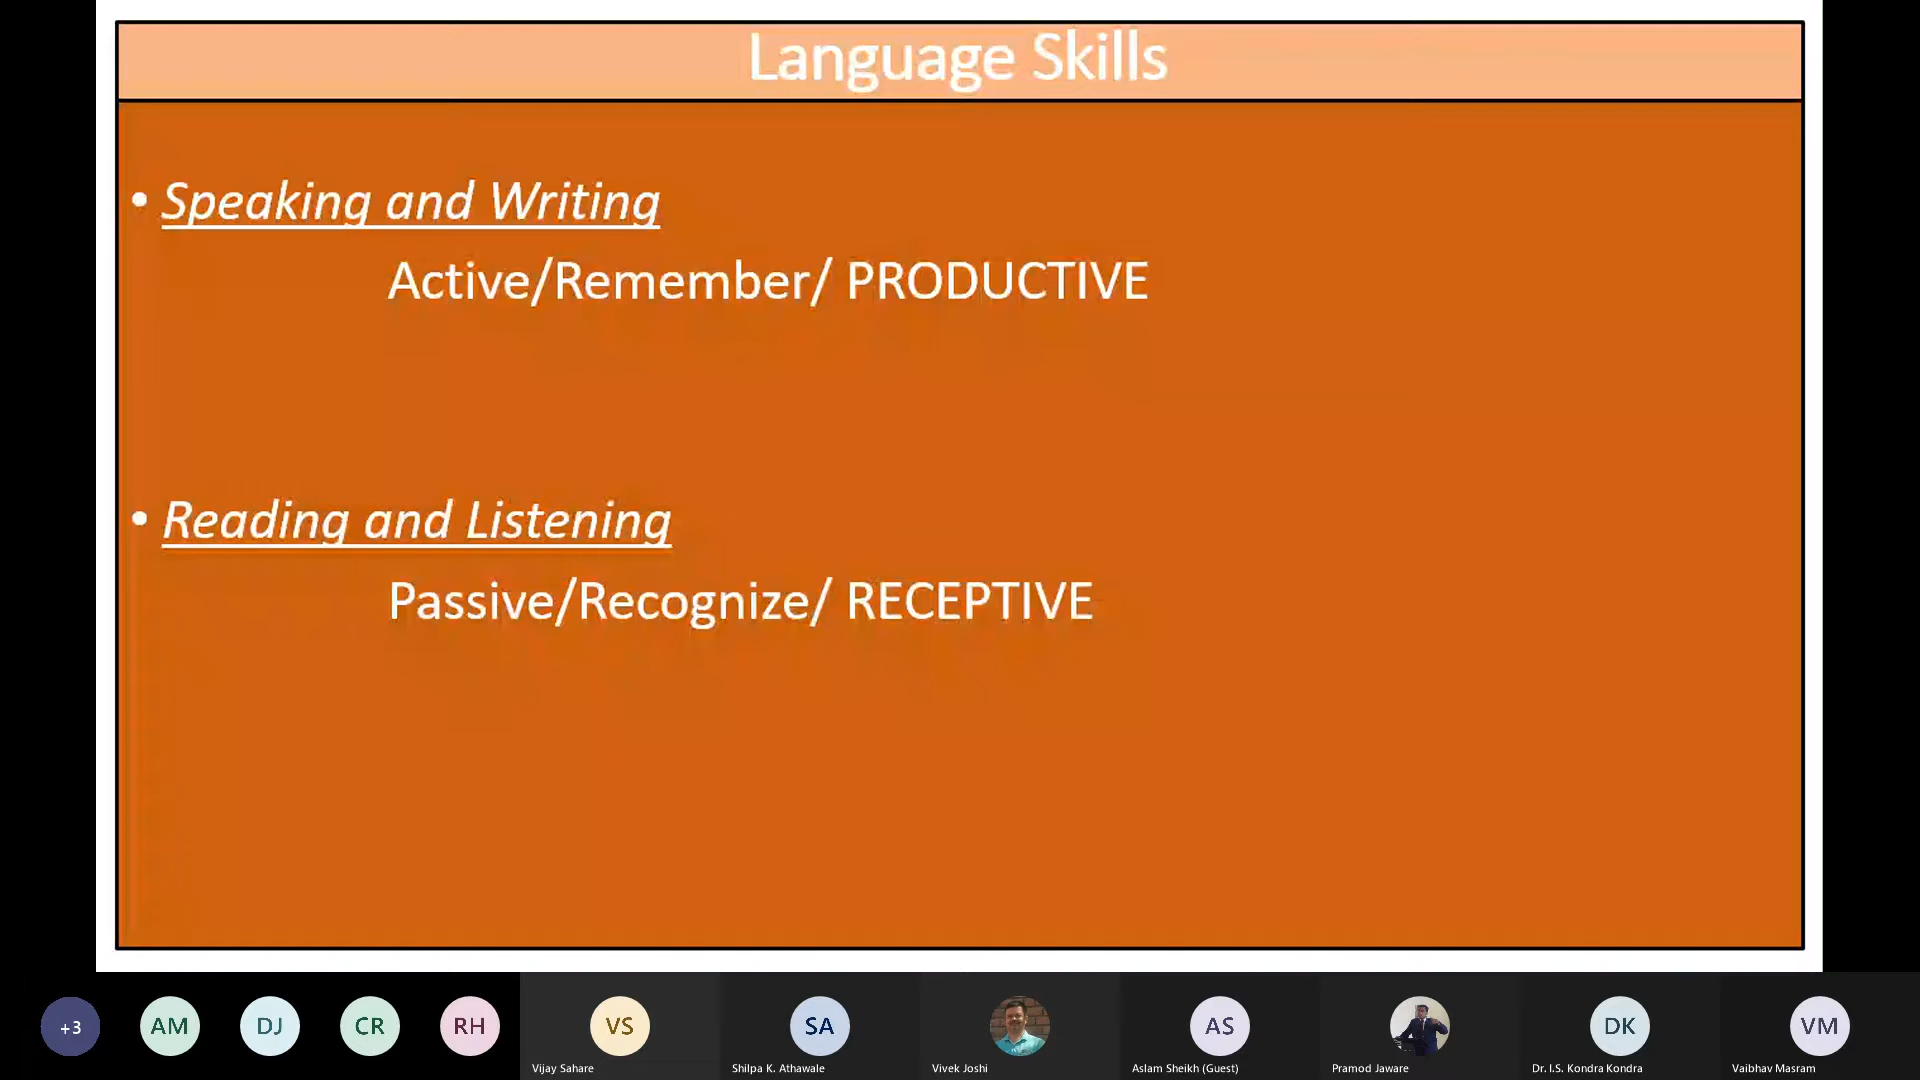 Language Skills
• Speaking and Writing
Active/Remember/ PRODUCTIVE
• Reading and Listening
Passive/Recognize/ RECEPTIVE
+3
AM
DJ
CR
RH
VS
SA
AS
DK
VM
Vijay Sahare
Shilpa K. Athawale
Vivek Joshi
Aslam Sheikh (Guest)
Pramod Jaware
Dr. I.S. Kondra Kondra
Vaibhav Masram